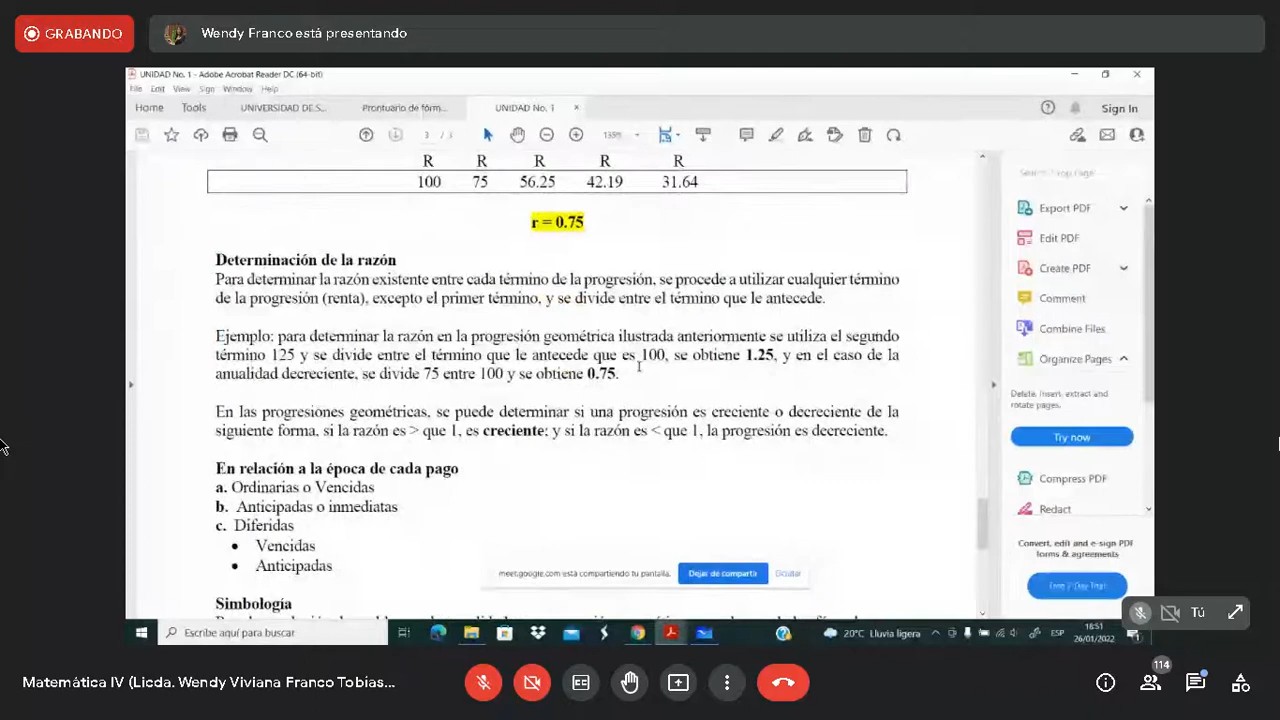 GRABANDO
Wendy Franco está presentando
UNIDAD No. 1 - Adobe Acrobat Reader DC (64-bit)
File Edit View Sign Window Help
Home Tools UNIVERSIDAD DE S... Prontuario de fórm... UNIDAD No. 1 × Sign In
3 / 135%
R R R R R
100 75 56.25 42.19 31.64
r = 0.75
Determinación de la razón
Para determinar la razón existente entre cada término de la progresión, se procede a utilizar cualquier término
de la progresión (renta), excepto el primer término, y se divide entre el término que le antecede.
Ejemplo: para determinar la razón en la progresión geométrica ilustrada anteriormente se utiliza el segundo
término 125 y se divide entre el término que le antecede que es 100, se obtiene 1.25, y en el caso de la
anualidad decreciente, se divide 75 entre 100 y se obtiene 0.75.
En las progresiones geométricas, se puede determinar si una progresión es creciente o decreciente de la
siguiente forma, si la razón es > que 1, es creciente; y si la razón es < que 1, la progresión es decreciente.
En relación a la época de cada pago
a. Ordinarias o Vencidas
b. Anticipadas o inmediatas
c. Diferidas
• Vencidas
• Anticipadas
Simbología
Export PDF
Edit PDF
Create PDF
Comment
Combine Files
Organize Pages
Delete, insert, extract and
rotate pages.
Try now
Compress PDF
Redact
Convert, edit and e-sign PDF
forms & agreements
Free 7-Day Trial
meet.google.com está compartiendo tu pantalla. Dejar de compartir Ocultar
Tú
Escribe aquí para buscar
20°C Lluvia ligera ESP 18:51
26/01/2022
Matemática IV (Licda. Wendy Viviana Franco Tobias...
114